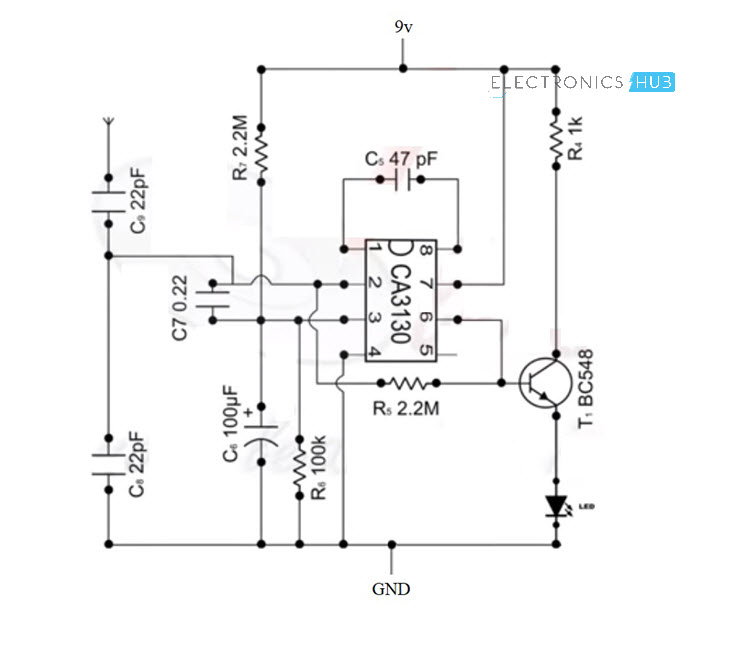 9v
ELECTRONICS HUB
R₇ 2.2M
R₄ 1k
C₅ 47 pF
C₉ 22pF
1 8
2 7
3 6
4 5
CA3130
C7 0.22
T₁ BC548
R₅ 2.2M
C₆ 100µF
+
C₈ 22pF
R₆ 100k
LED
GND